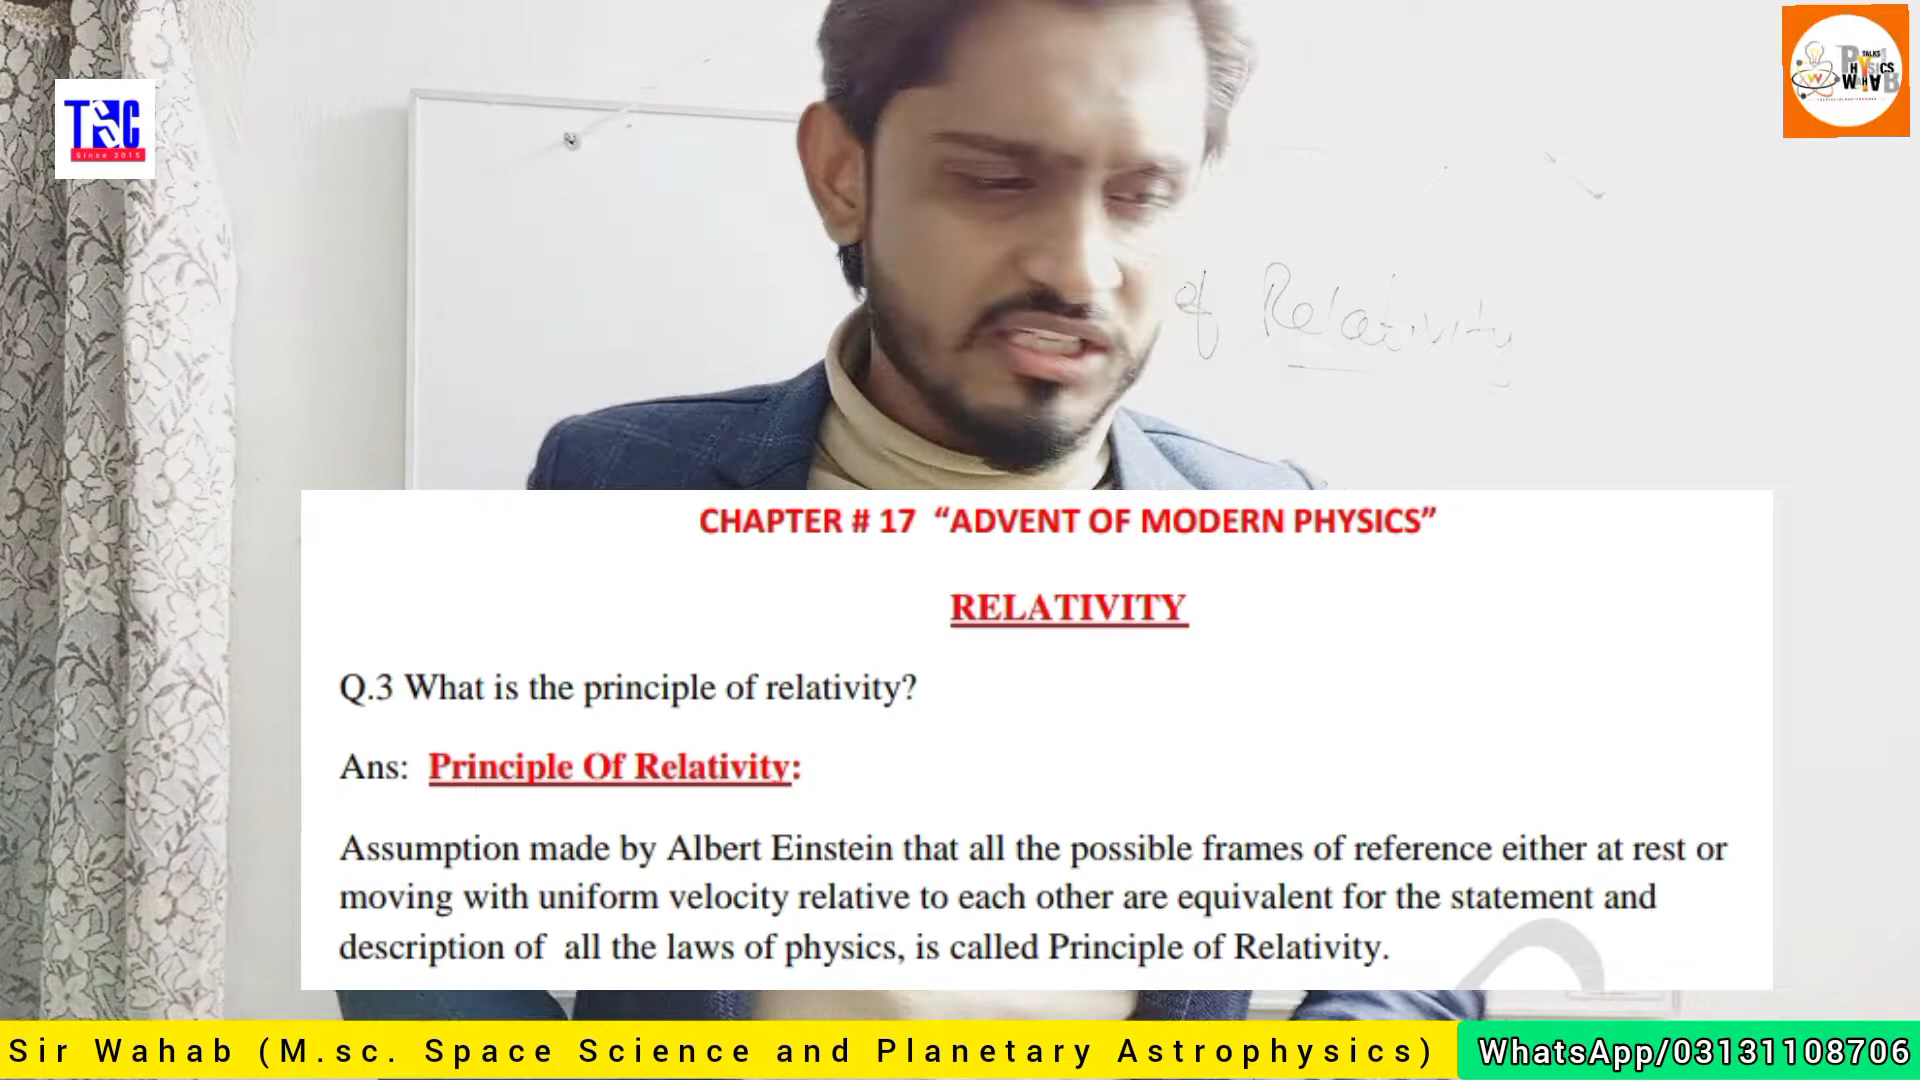 TSC
Since 2015
TALKS
PHYSICS
WAHAB
of Relativity
CHAPTER # 17 “ADVENT OF MODERN PHYSICS”
RELATIVITY
Q.3 What is the principle of relativity?
Ans: Principle Of Relativity:
Assumption made by Albert Einstein that all the possible frames of reference either at rest or
moving with uniform velocity relative to each other are equivalent for the statement and
description of all the laws of physics, is called Principle of Relativity.
Sir Wahab (M.sc. Space Science and Planetary Astrophysics)
WhatsApp/03131108706